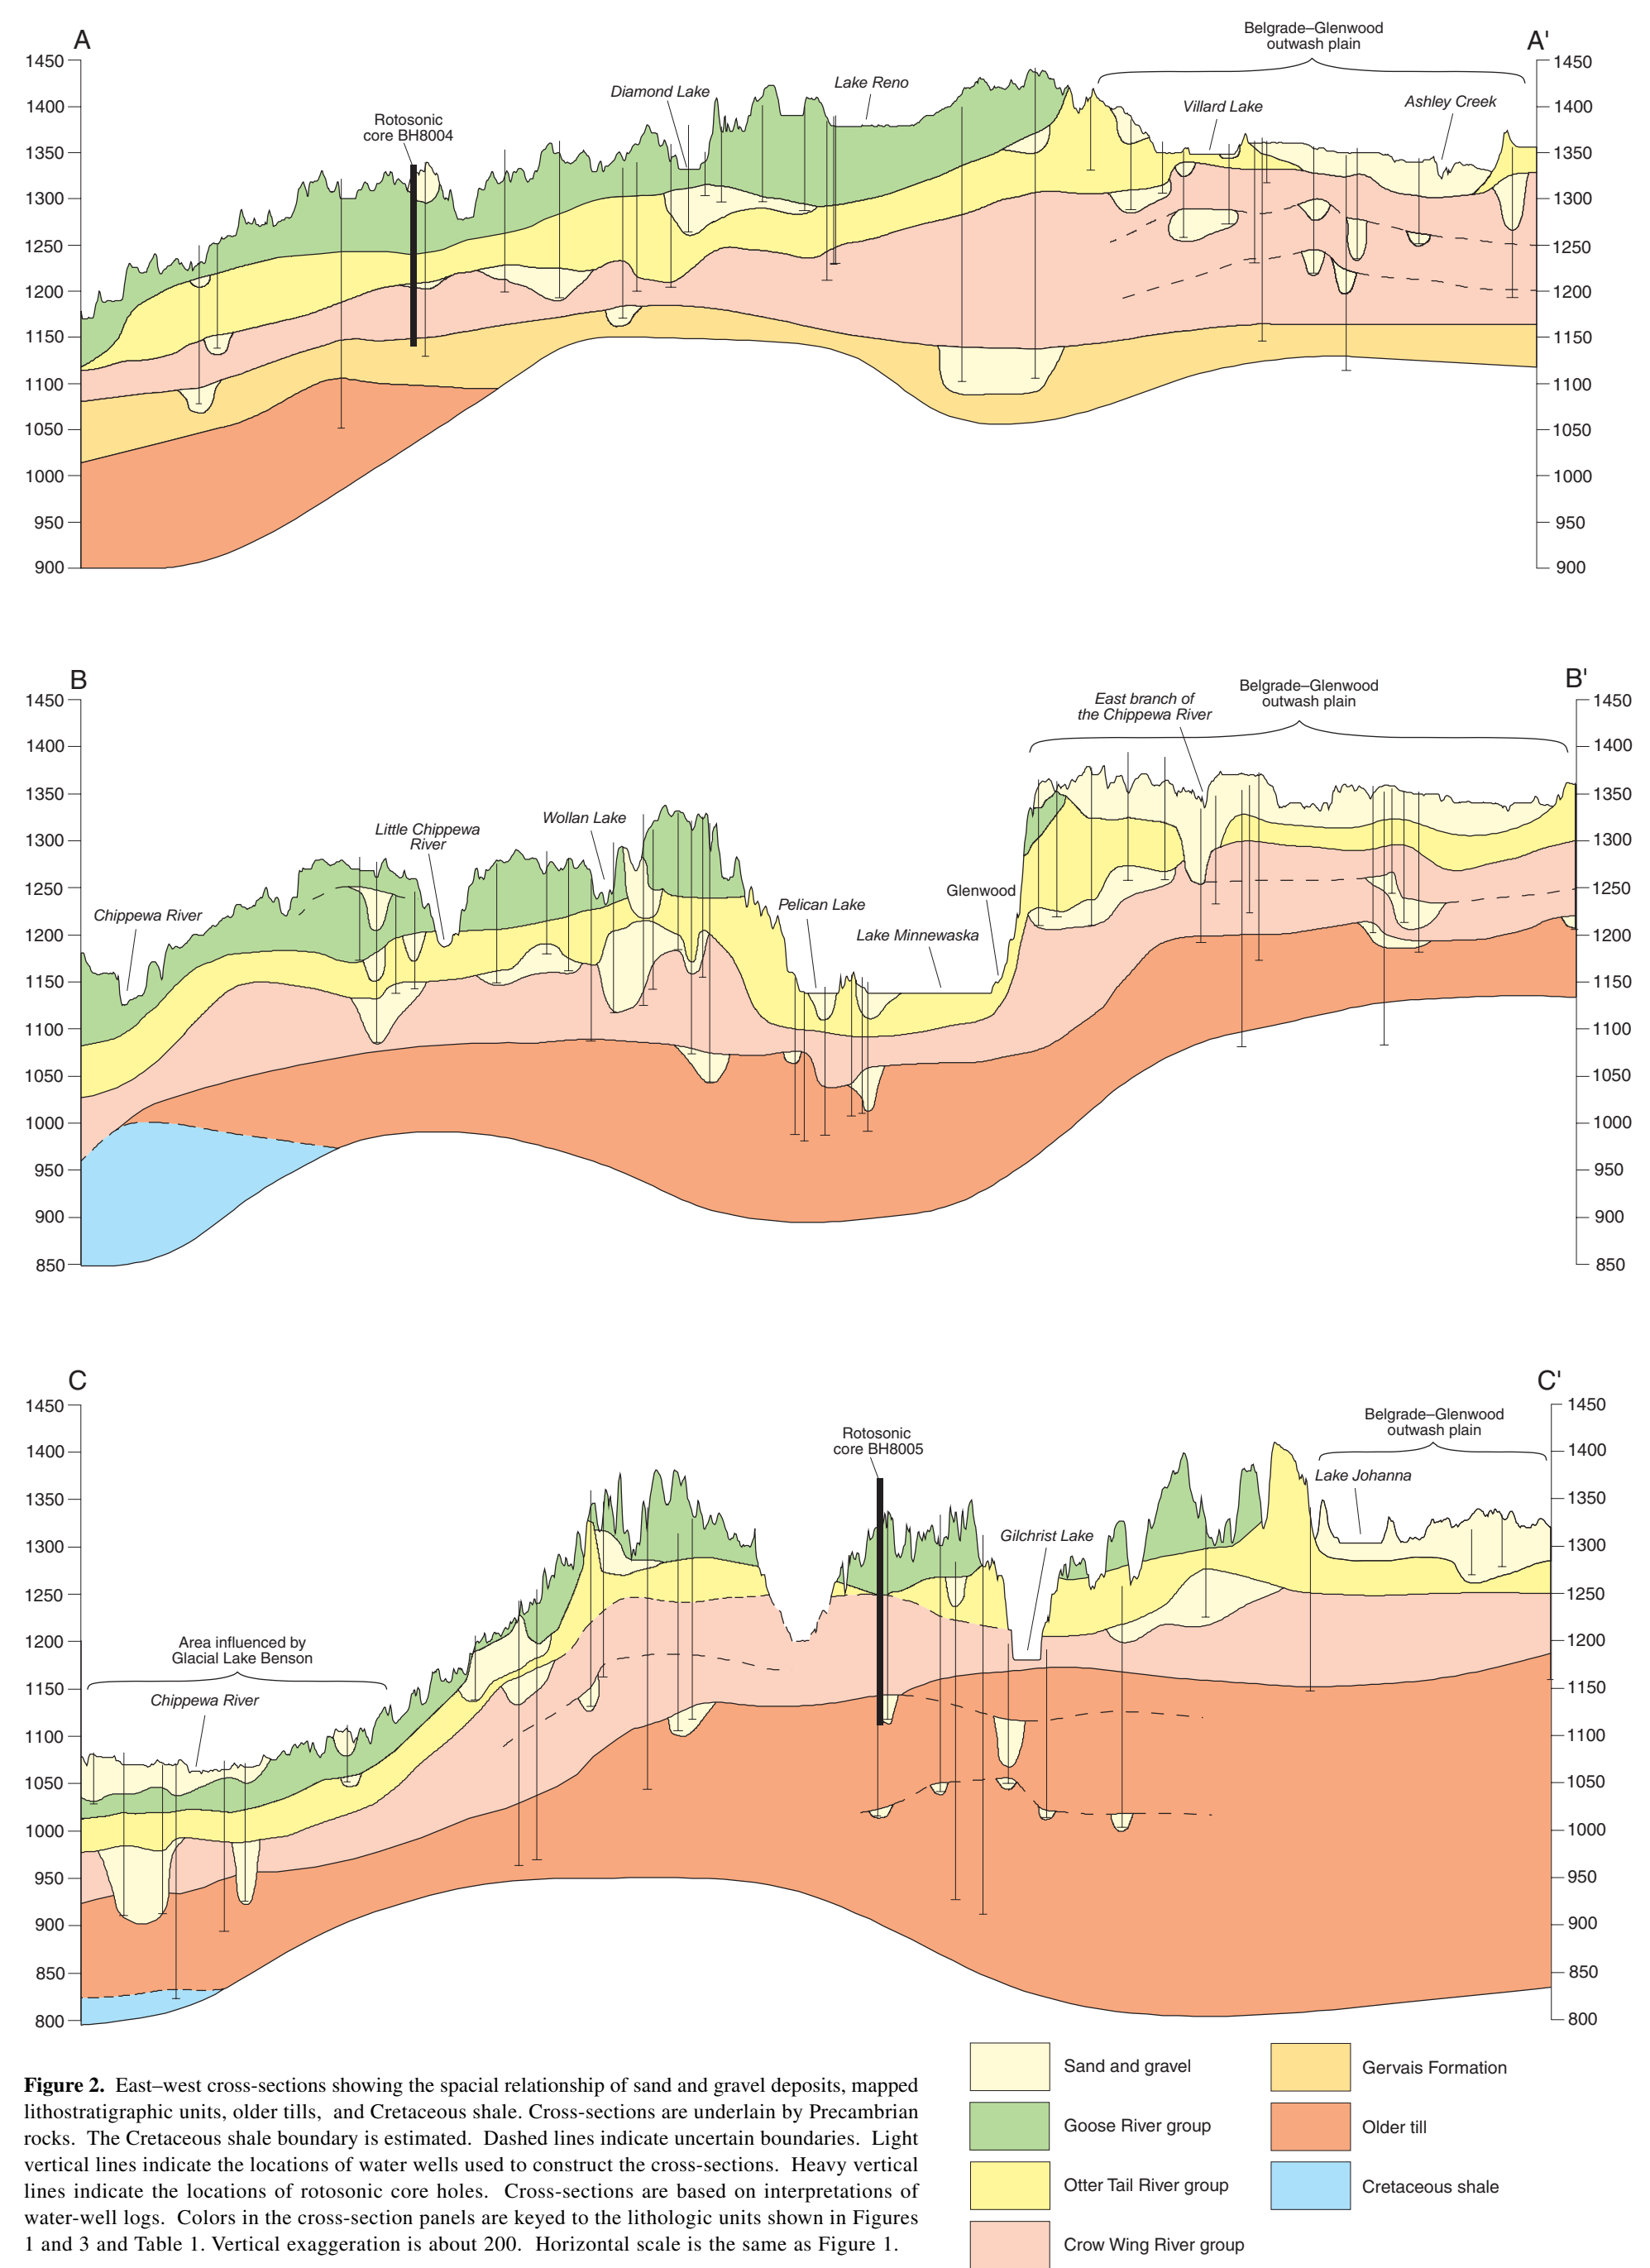 A
A'
Belgrade–Glenwood
outwash plain
Diamond Lake
Lake Reno
Villard Lake
Ashley Creek
Rotosonic
core BH8004
1450
1400
1350
1300
1250
1200
1150
1100
1050
1000
950
900
1450
1400
1350
1300
1250
1200
1150
1100
1050
1000
950
900
B
B'
Belgrade–Glenwood
outwash plain
East branch of
the Chippewa River
Wollan Lake
Little Chippewa
River
Chippewa River
Pelican Lake
Glenwood
Lake Minnewaska
1450
1400
1350
1300
1250
1200
1150
1100
1050
1000
950
900
850
1450
1400
1350
1300
1250
1200
1150
1100
1050
1000
950
900
850
C
C'
Belgrade–Glenwood
outwash plain
Rotosonic
core BH8005
Lake Johanna
Gilchrist Lake
Area influenced by
Glacial Lake Benson
Chippewa River
1450
1400
1350
1300
1250
1200
1150
1100
1050
1000
950
900
850
800
1450
1400
1350
1300
1250
1200
1150
1100
1050
1000
950
900
850
800
Figure 2. East–west cross-sections showing the spacial relationship of sand and gravel deposits, mapped
lithostratigraphic units, older tills, and Cretaceous shale. Cross-sections are underlain by Precambrian
rocks. The Cretaceous shale boundary is estimated. Dashed lines indicate uncertain boundaries. Light
vertical lines indicate the locations of water wells used to construct the cross-sections. Heavy vertical
lines indicate the locations of rotosonic core holes. Cross-sections are based on interpretations of
water-well logs. Colors in the cross-section panels are keyed to the lithologic units shown in Figures
1 and 3 and Table 1. Vertical exaggeration is about 200. Horizontal scale is the same as Figure 1.
Sand and gravel
Goose River group
Otter Tail River group
Crow Wing River group
Gervais Formation
Older till
Cretaceous shale